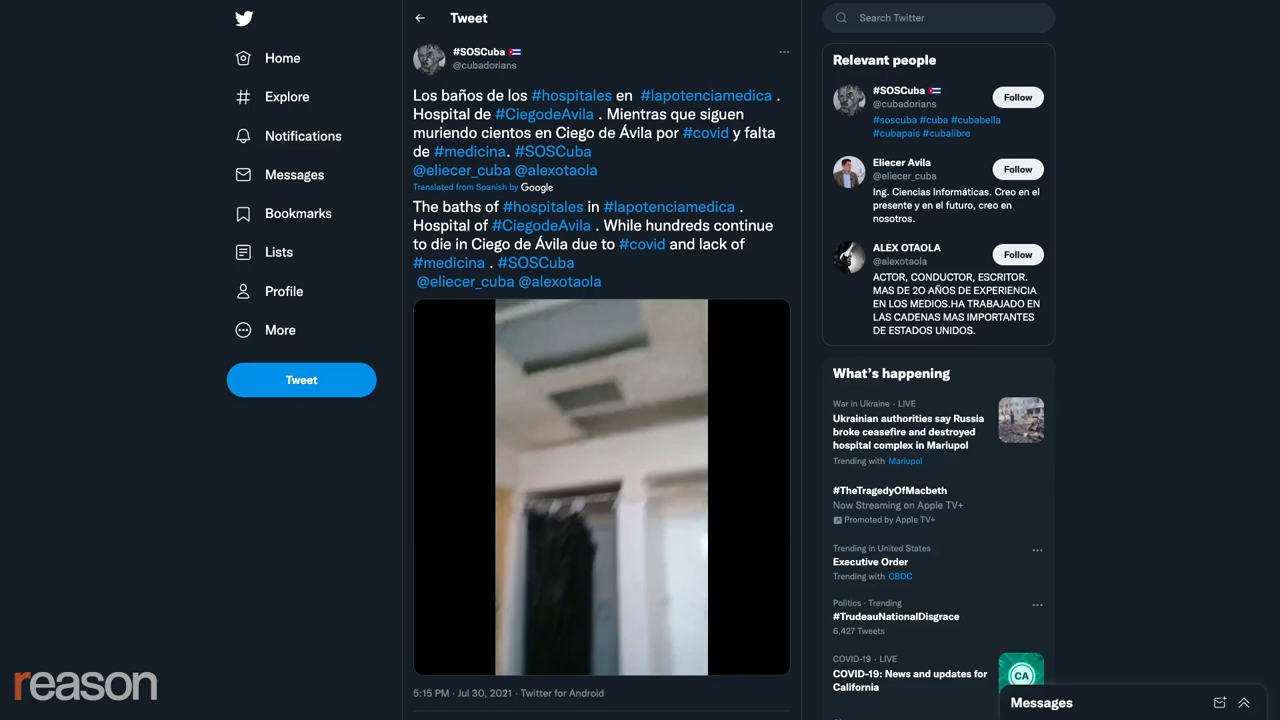 Home
Explore
Notifications
Messages
Bookmarks
Lists
Profile
More
Tweet
reason
Tweet
#SOSCuba
@cubadorians
Los baños de los #hospitales en #lapotenciamedica .
Hospital de #CiegodeAvila . Mientras que siguen
muriendo cientos en Ciego de Ávila por #covid y falta
de #medicina. #SOSCuba
@eliecer_cuba @alexotaola
Translated from Spanish by Google
The baths of #hospitales in #lapotenciamedica .
Hospital of #CiegodeAvila . While hundreds continue
to die in Ciego de Ávila due to #covid and lack of
#medicina . #SOSCuba
@eliecer_cuba @alexotaola
5:15 PM · Jul 30, 2021 · Twitter for Android
Search Twitter
Relevant people
#SOSCuba
@cubadorians
Follow
#soscuba #cuba #cubabella
#cubapais #cubalibre
Eliecer Avila
@eliecer_cuba
Follow
Ing. Ciencias Informáticas. Creo en el
presente y en el futuro, creo en
nosotros.
ALEX OTAOLA
@alexotaola
Follow
ACTOR, CONDUCTOR, ESCRITOR.
MAS DE 20 AÑOS DE EXPERIENCIA
EN LOS MEDIOS.HA TRABAJADO EN
LAS CADENAS MAS IMPORTANTES
DE ESTADOS UNIDOS.
What's happening
War in Ukraine · LIVE
Ukrainian authorities say Russia
broke ceasefire and destroyed
hospital complex in Mariupol
Trending with Mariupol
#TheTragedyOfMacbeth
Now Streaming on Apple TV+
Promoted by Apple TV+
Trending in United States
Executive Order
Trending with CBDC
Politics · Trending
#TrudeauNationalDisgrace
6,427 Tweets
COVID-19 · LIVE
COVID-19: News and updates for
California
CA
Messages